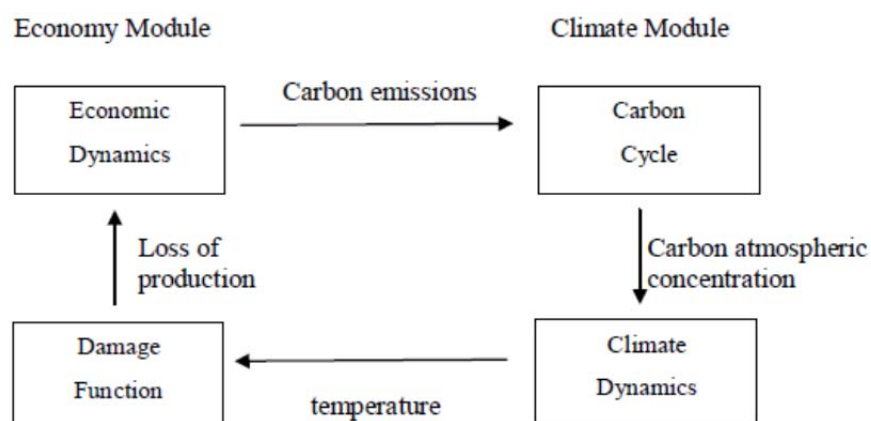 Economy Module
Climate Module
Economic
Dynamics
Carbon emissions
Carbon
Cycle
Loss of
production
Carbon atmospheric
concentration
Damage
Function
temperature
Climate
Dynamics